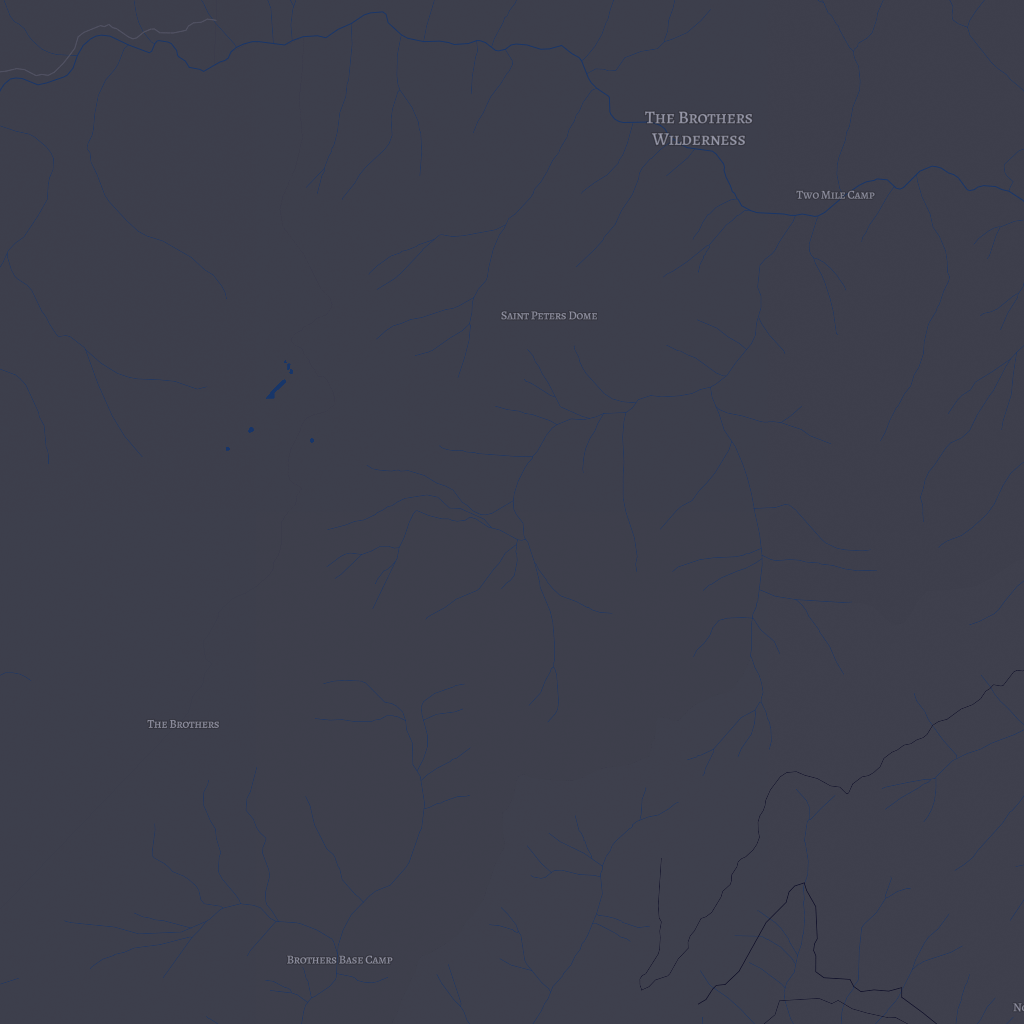 The Brothers
Wilderness
Two Mile Camp
Saint Peters Dome
The Brothers
Brothers Base Camp